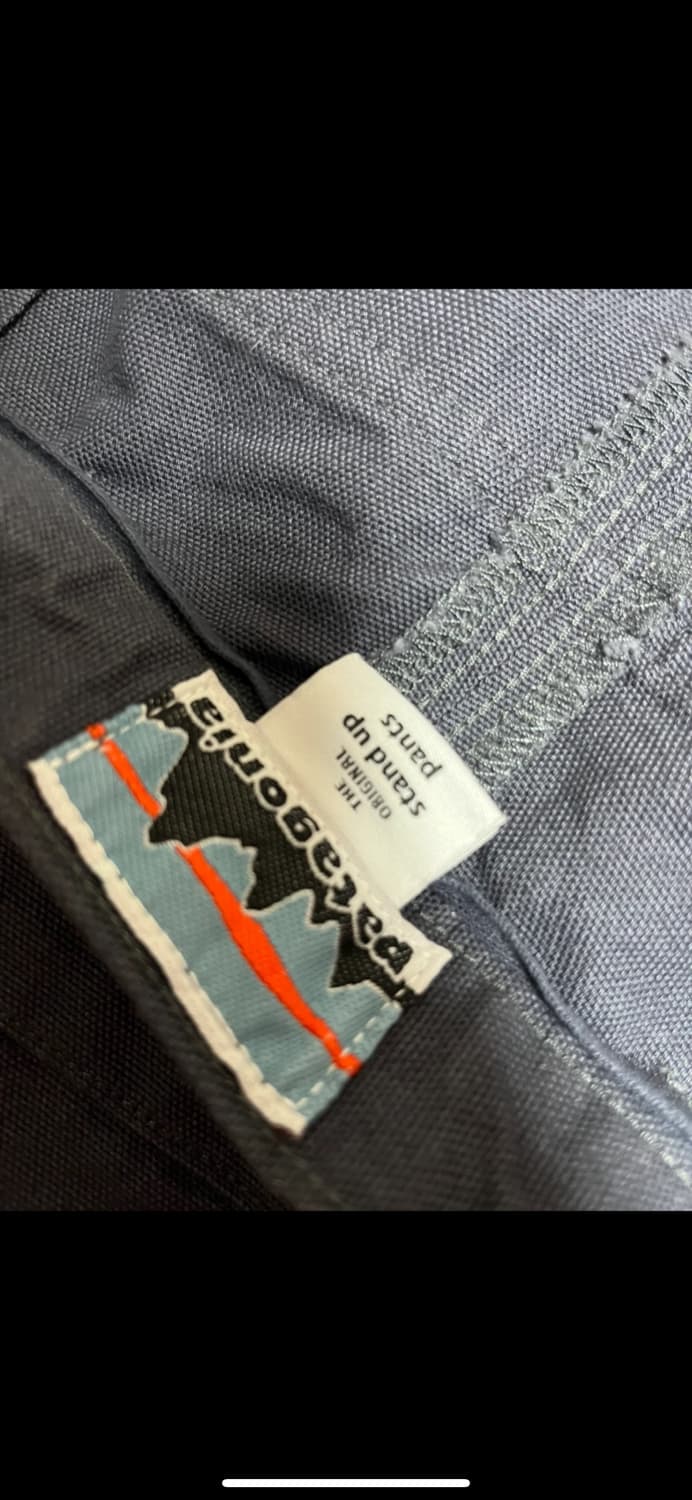 patagonia
THE
ORIGINAL
stand up
pants